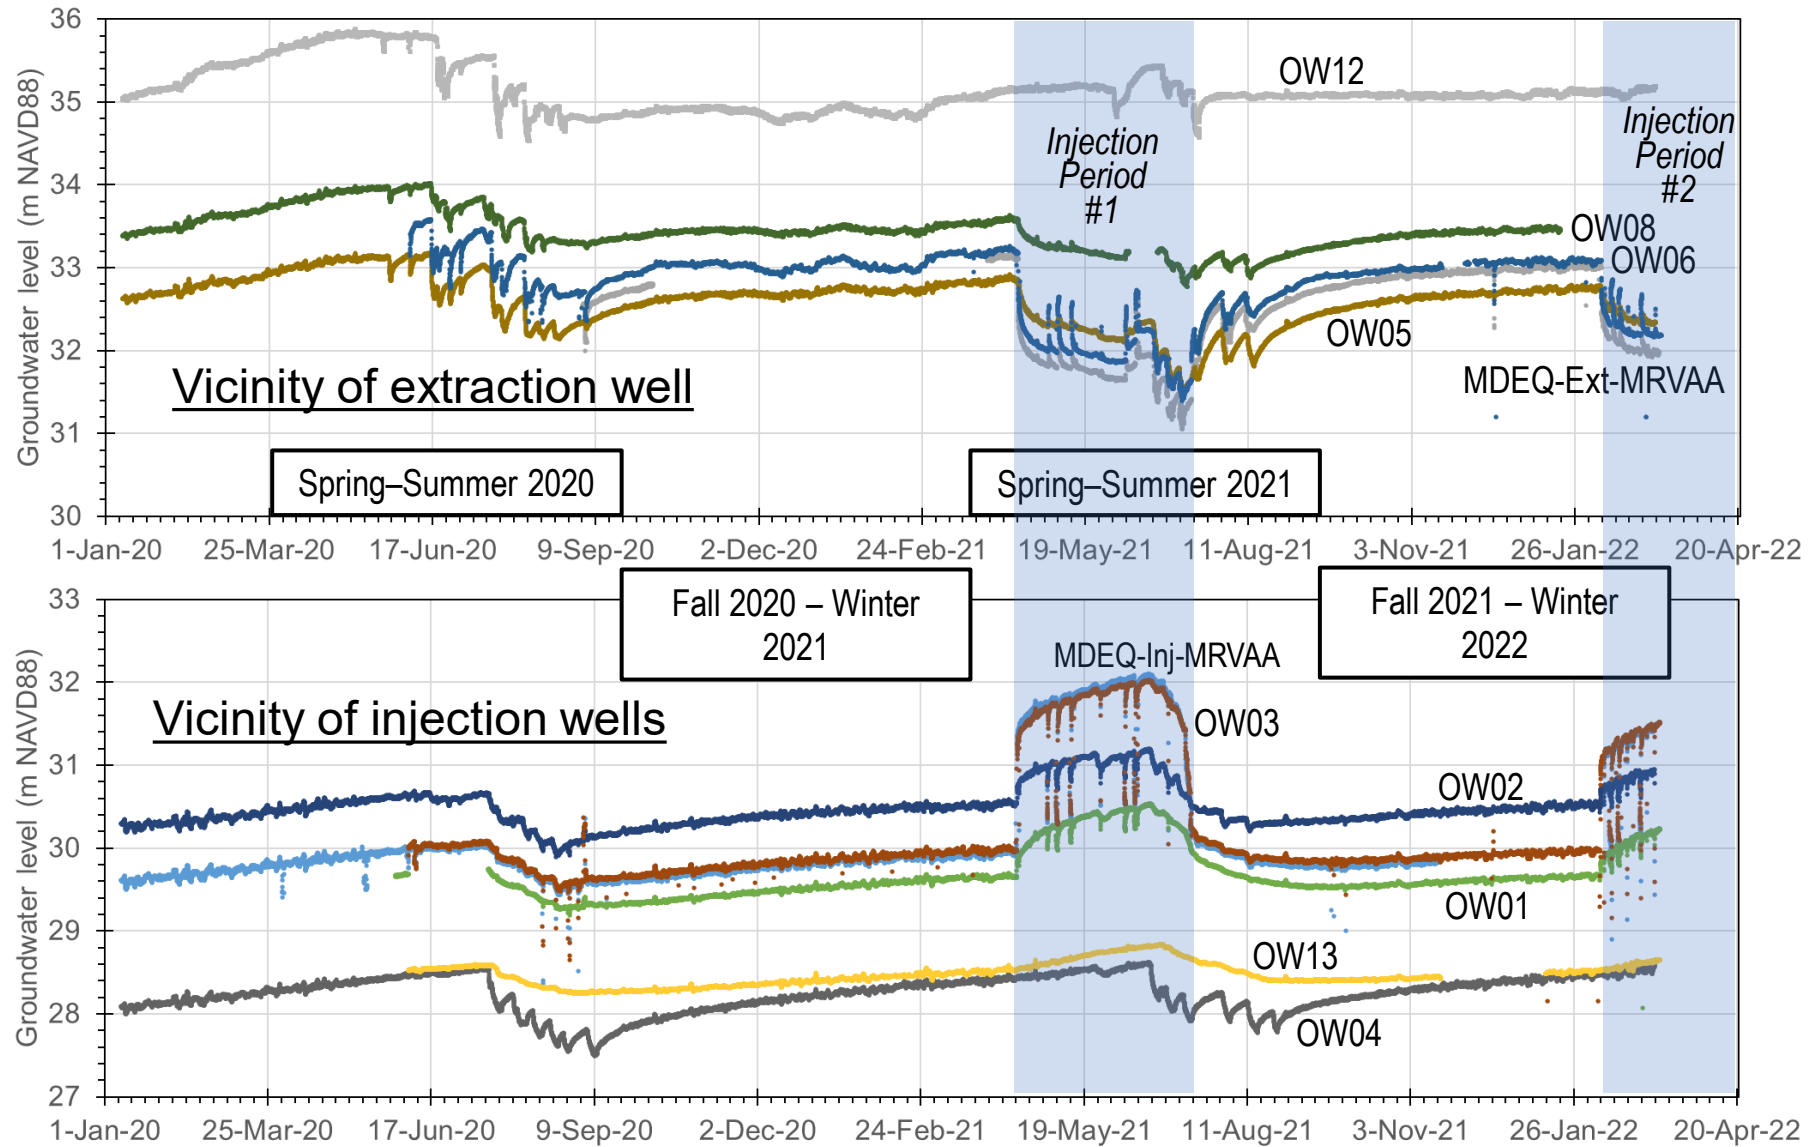 Groundwater level (m NAVD88)
36
35
34
33
32
31
30
OW12
Injection
Period
#1
Injection
Period
#2
OW08
OW06
OW05
MDEQ-Ext-MRVAA
Vicinity of extraction well
Spring–Summer 2020
Spring–Summer 2021
1-Jan-20
25-Mar-20
17-Jun-20
9-Sep-20
2-Dec-20
24-Feb-21
19-May-21
11-Aug-21
3-Nov-21
26-Jan-22
20-Apr-22
Groundwater level (m NAVD88)
33
32
31
30
29
28
27
Fall 2020 – Winter
2021
Fall 2021 – Winter
2022
MDEQ-Inj-MRVAA
Vicinity of injection wells
OW03
OW02
OW01
OW13
OW04
1-Jan-20
25-Mar-20
17-Jun-20
9-Sep-20
2-Dec-20
24-Feb-21
19-May-21
11-Aug-21
3-Nov-21
26-Jan-22
20-Apr-22